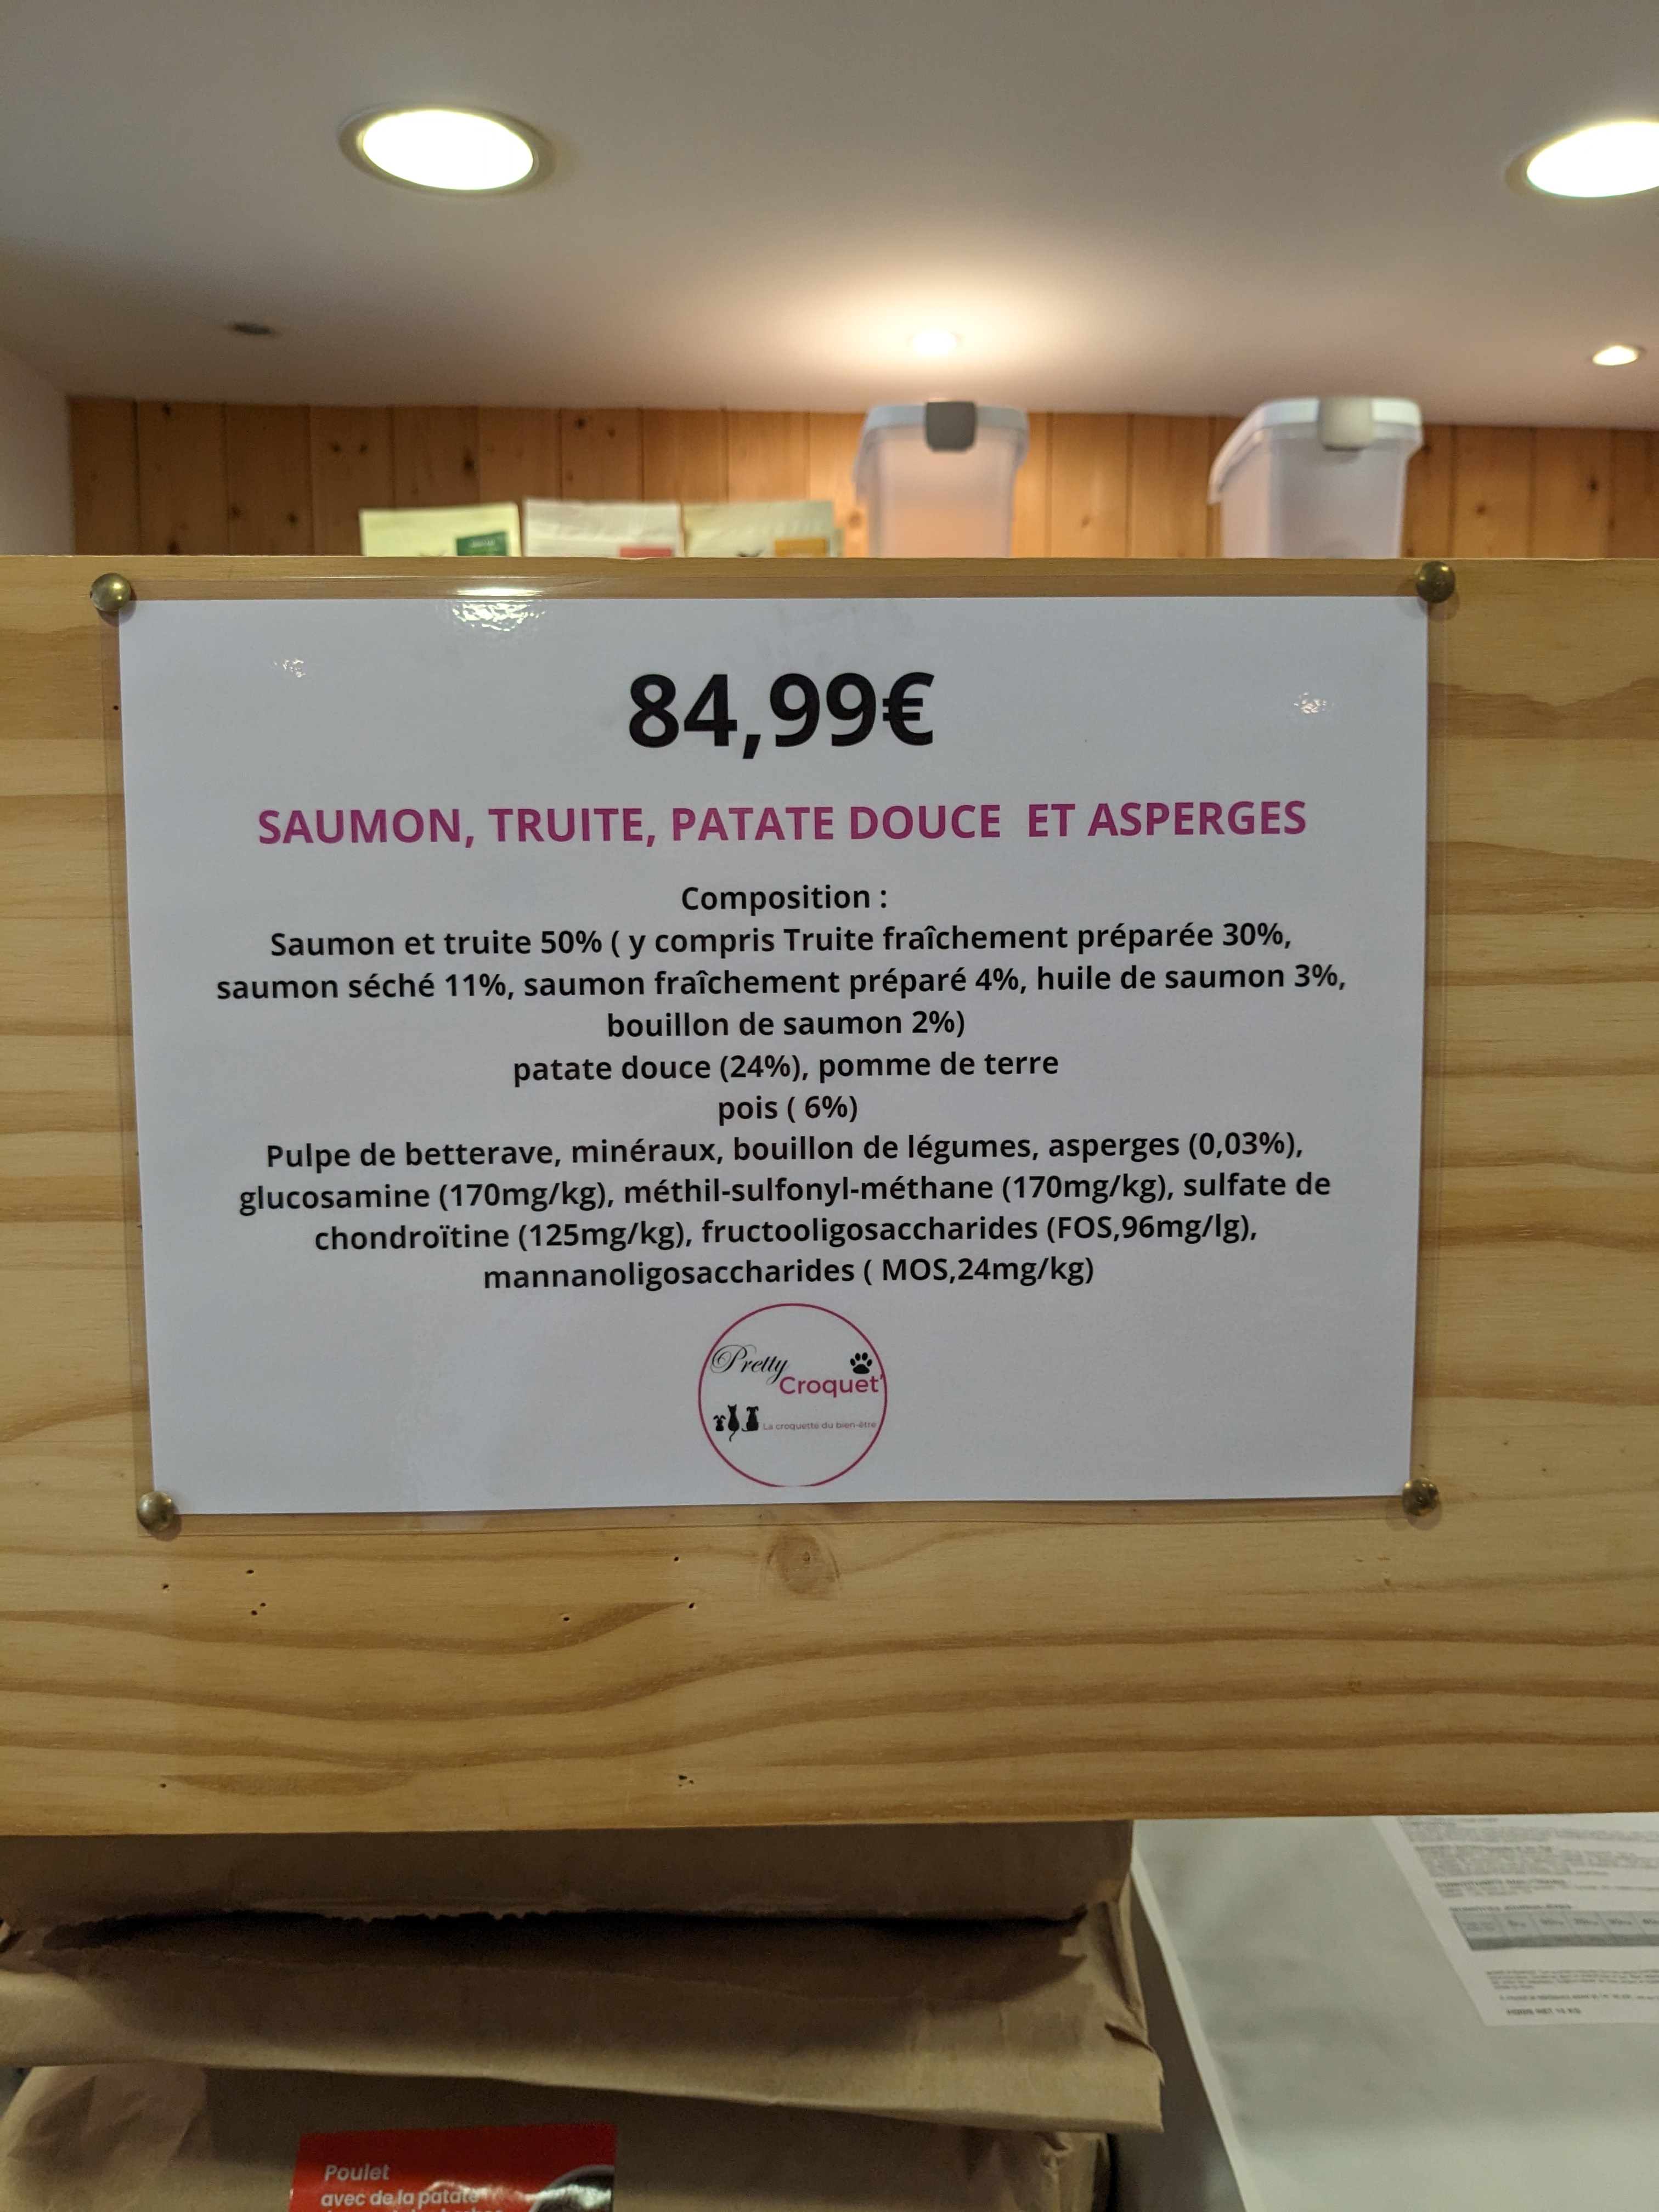 84,99€
SAUMON, TRUITE, PATATE DOUCE ET ASPERGES
Composition :
Saumon et truite 50% ( y compris Truite fraîchement préparée 30%,
saumon séché 11%, saumon fraîchement préparé 4%, huile de saumon 3%,
bouillon de saumon 2%)
patate douce (24%), pomme de terre
pois ( 6%)
Pulpe de betterave, minéraux, bouillon de légumes, asperges (0,03%),
glucosamine (170mg/kg), méthil-sulfonyl-méthane (170mg/kg), sulfate de
chondroïtine (125mg/kg), fructooligosaccharides (FOS,96mg/lg),
mannanoligosaccharides ( MOS,24mg/kg)
Pretty
Croquet'
La croquette du bien-être
Poulet
avec de la patate